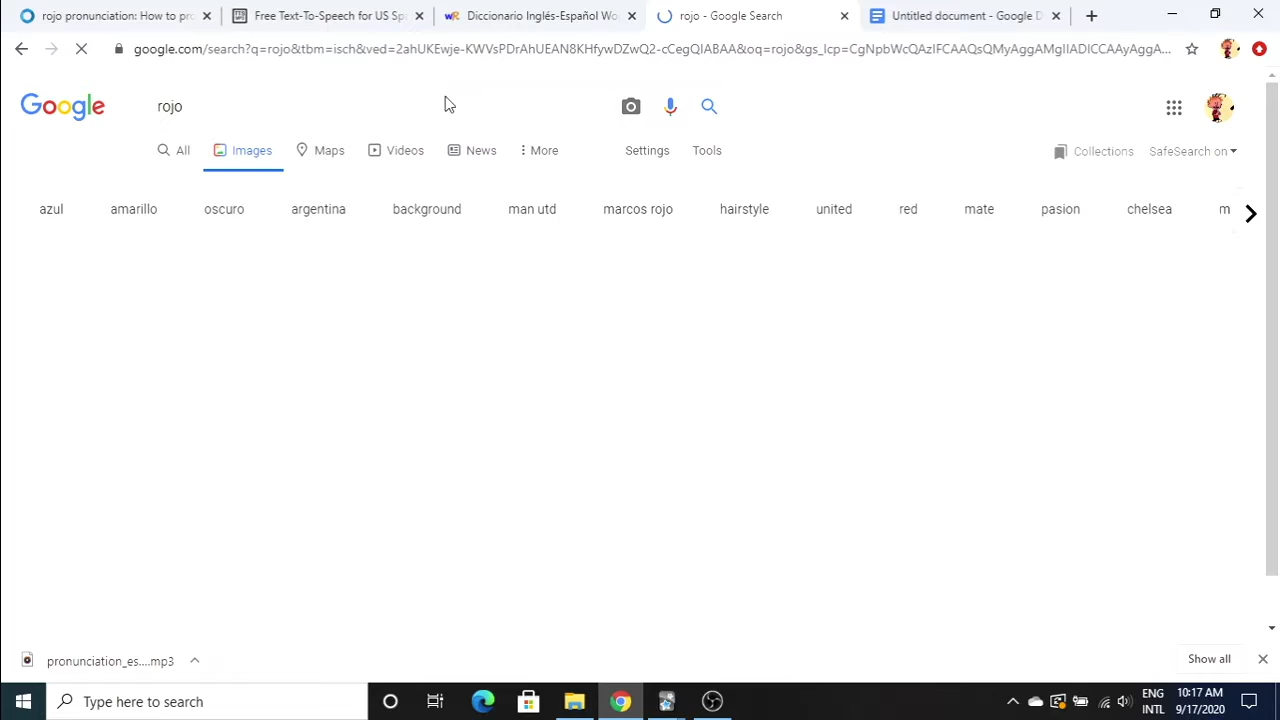 rojo pronunciation: How to pro
Free Text-To-Speech for US Sp
Diccionario Inglés-Español Wo
rojo - Google Search
Untitled document - Google D
google.com/search?q=rojo&tbm=isch&ved=2ahUKEwje-KWVsPDrAhUEAN8KHfywDZwQ2-cCegQIABAA&oq=rojo&gs_lcp=CgNpbWcQAzIFCAAQsQMyAggAMgIIADICCAAyAggA...
Google
rojo
All
Images
Maps
Videos
News
More
Settings
Tools
Collections
SafeSearch on
azul
amarillo
oscuro
argentina
background
man utd
marcos rojo
hairstyle
united
red
mate
pasion
chelsea
m
pronunciation_es....mp3
Show all
Type here to search
ENG
INTL
10:17 AM
9/17/2020